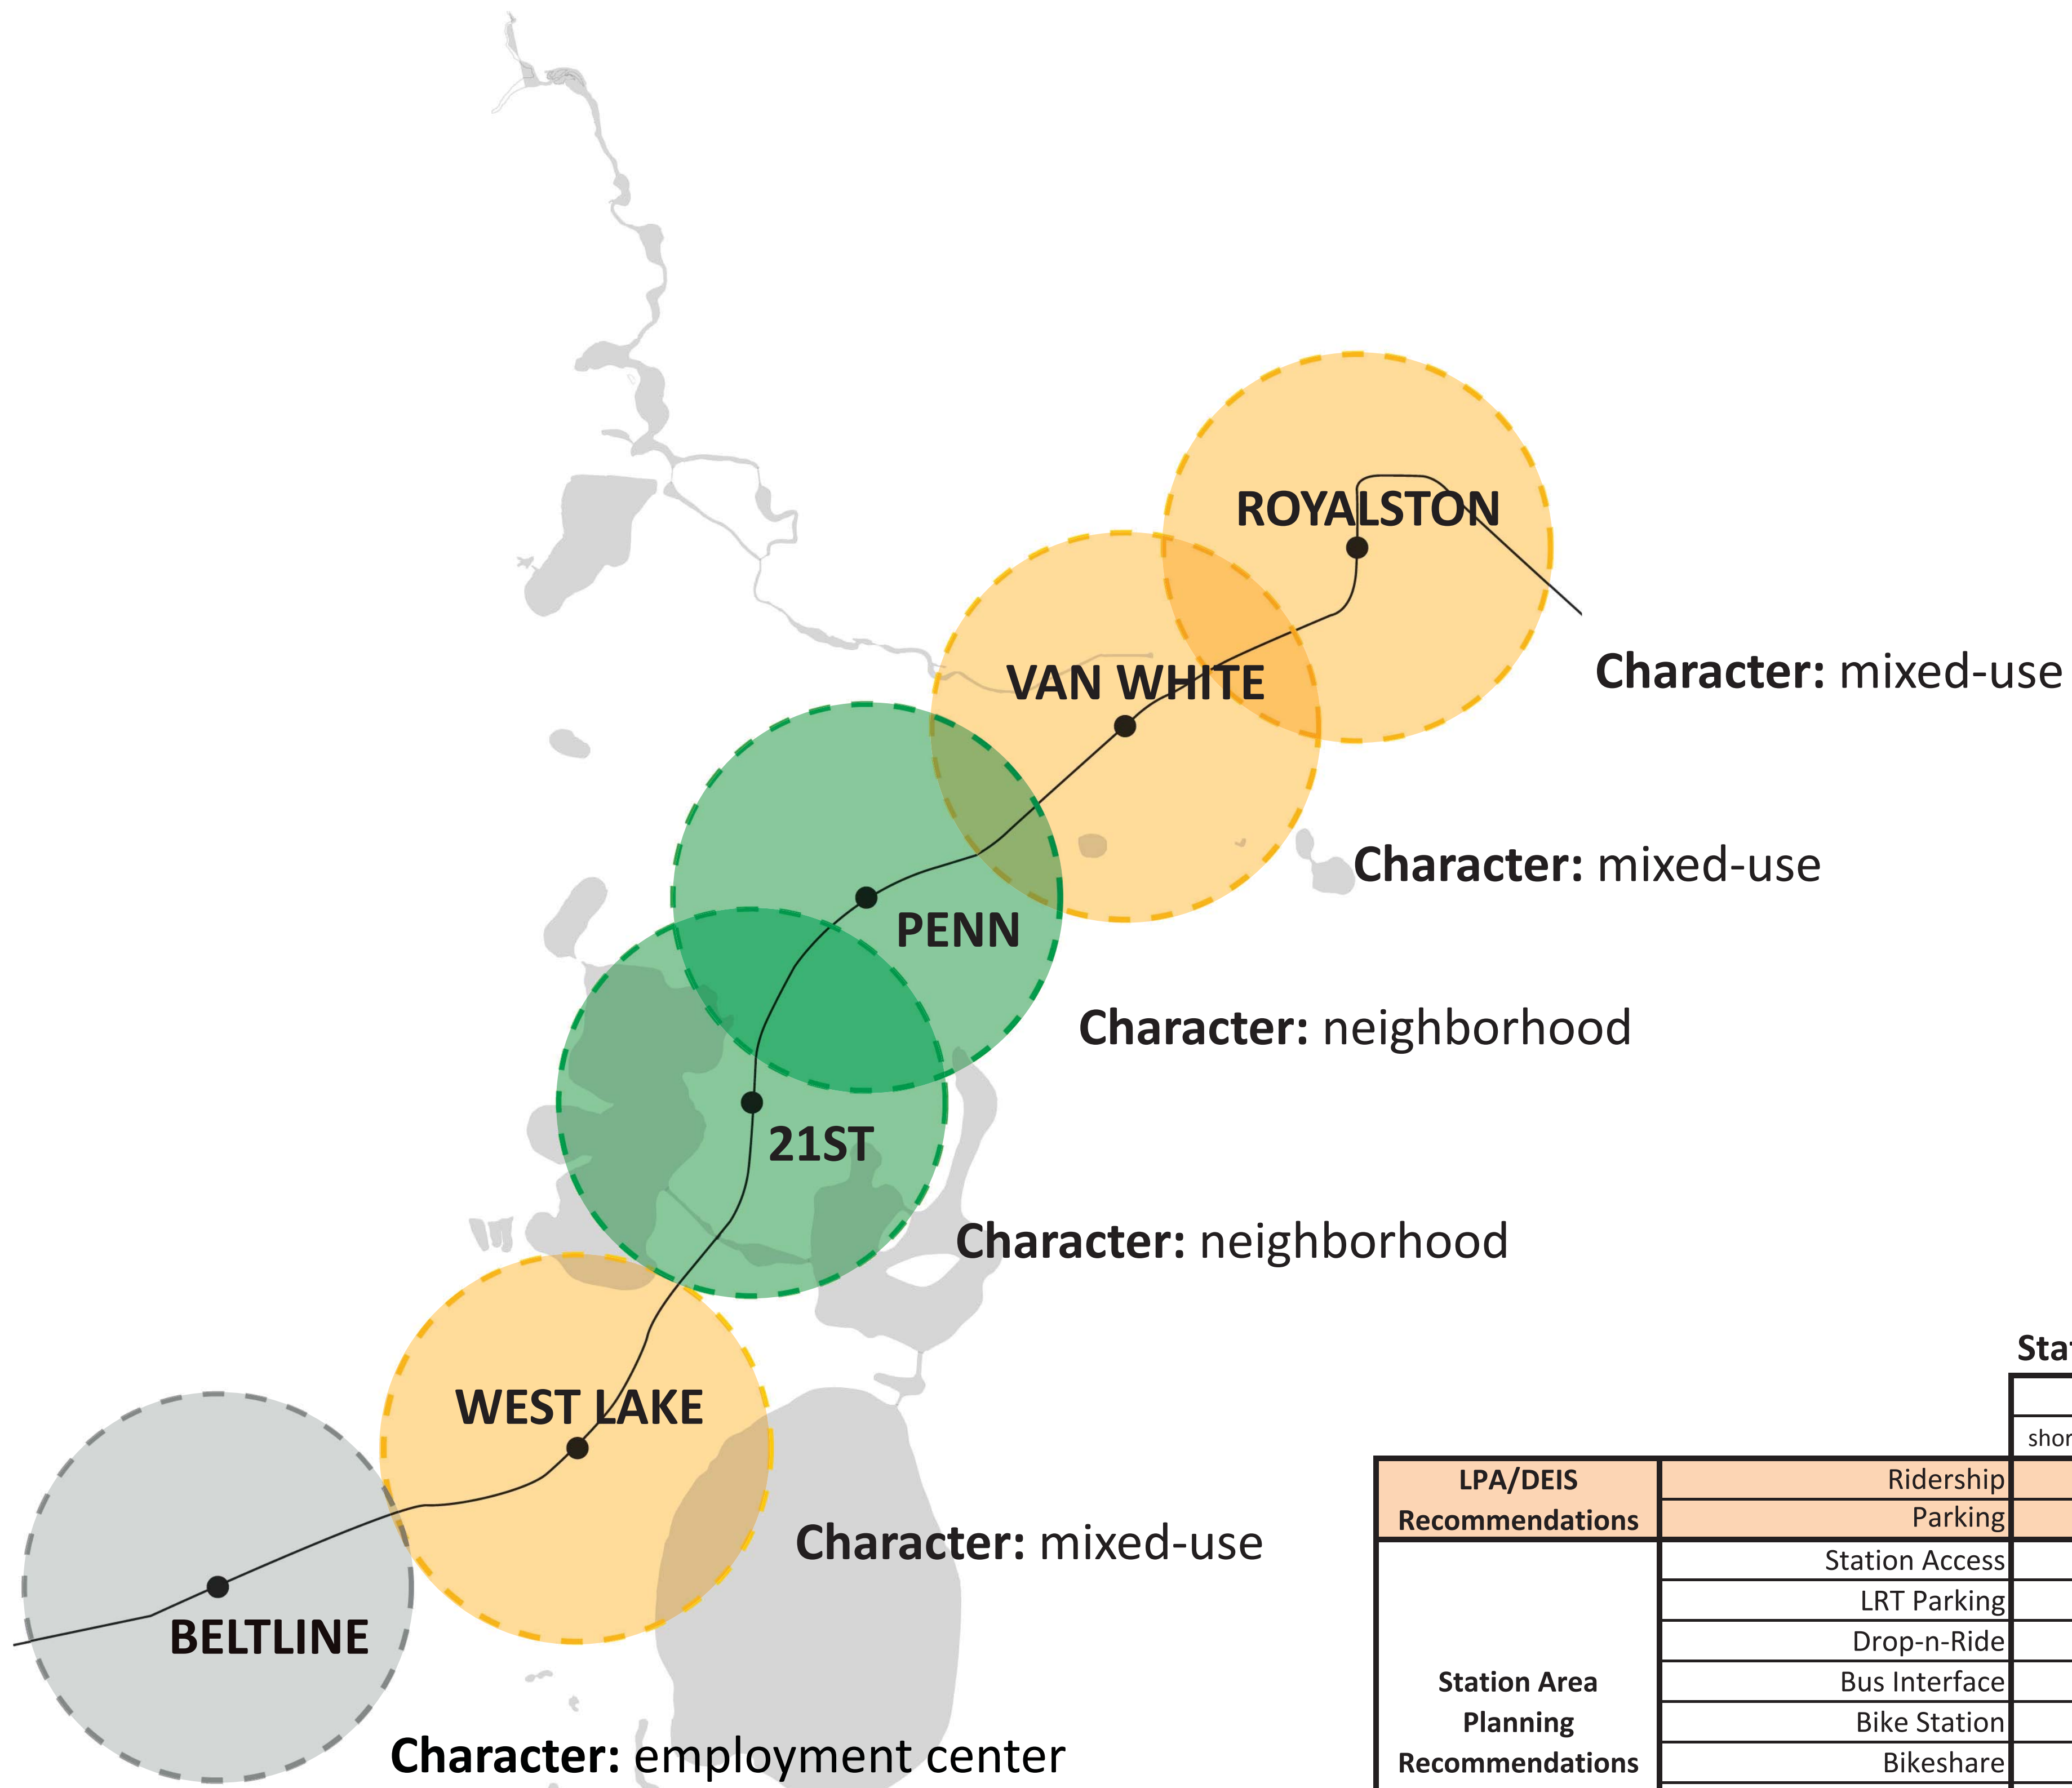 ROYALSTON
Character: mixed-use
VAN WHITE
Character: mixed-use
PENN
Character: neighborhood
21ST
Character: neighborhood
WEST LAKE
Character: mixed-use
BELTLINE
Character: employment center
LPA/DEIS
Recommendations
Ridership
Parking
Station Area
Planning
Recommendations
Station Access
LRT Parking
Drop-n-Ride
Bus Interface
Bike Station
Bikeshare